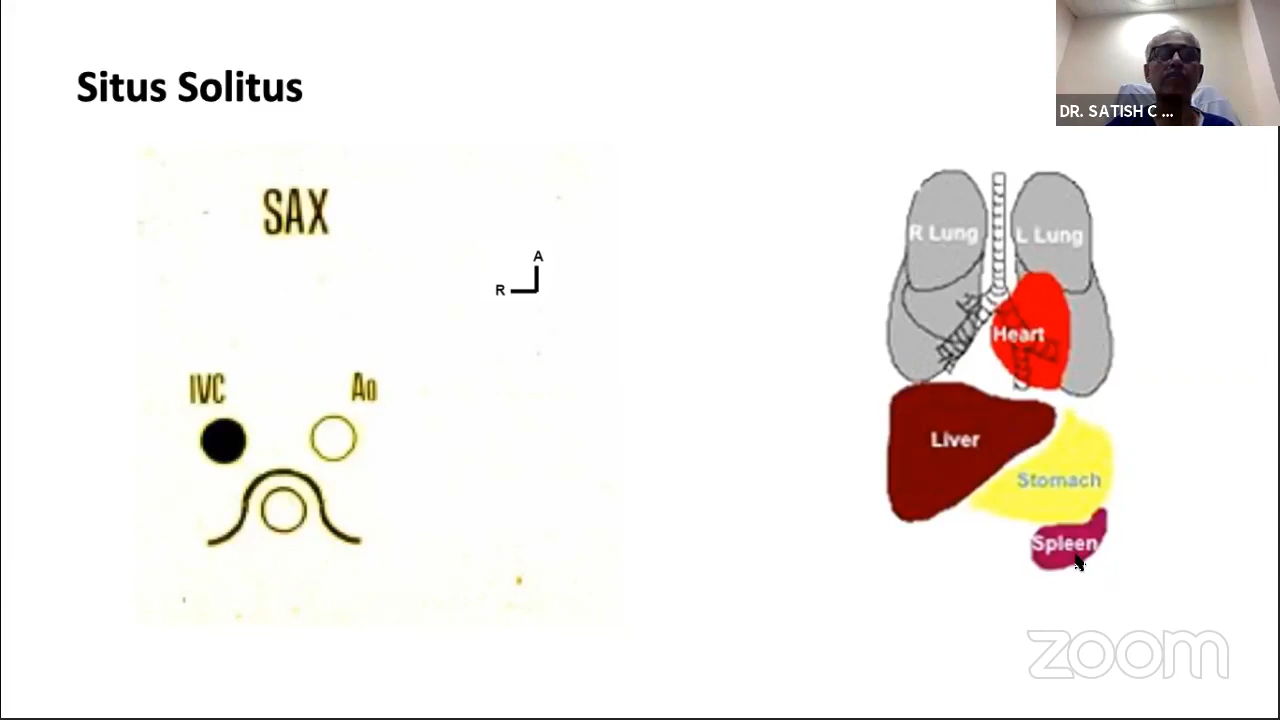 Situs Solitus
DR. SATISH C ...
SAX
A
R
IVC
Ao
R Lung
L Lung
Heart
Liver
Stomach
Spleen
zoom